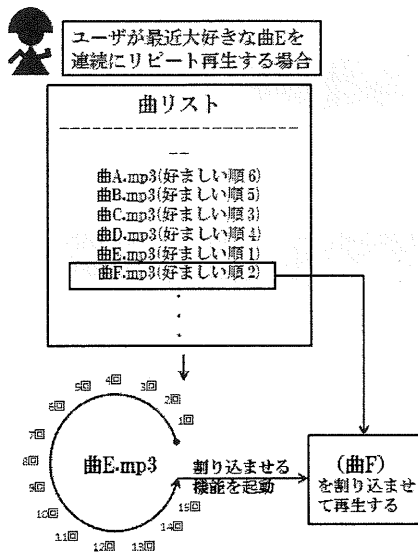 ユーザが最近大好きな曲Eを
連続にリピート再生する場合
曲リスト
曲A.mp3(好ましい順6)
曲B.mp3(好ましい順5)
曲C.mp3(好ましい順3)
曲D.mp3(好ましい順4)
曲E.mp3(好ましい順1)
曲F.mp3(好ましい順2)
1回
2回
3回
4回
5回
6回
7回
8回
9回
10回
11回
12回
13回
14回
15回
曲E.mp3
割り込ませる
機能を起動
(曲F)
を割り込ませ
て再生する